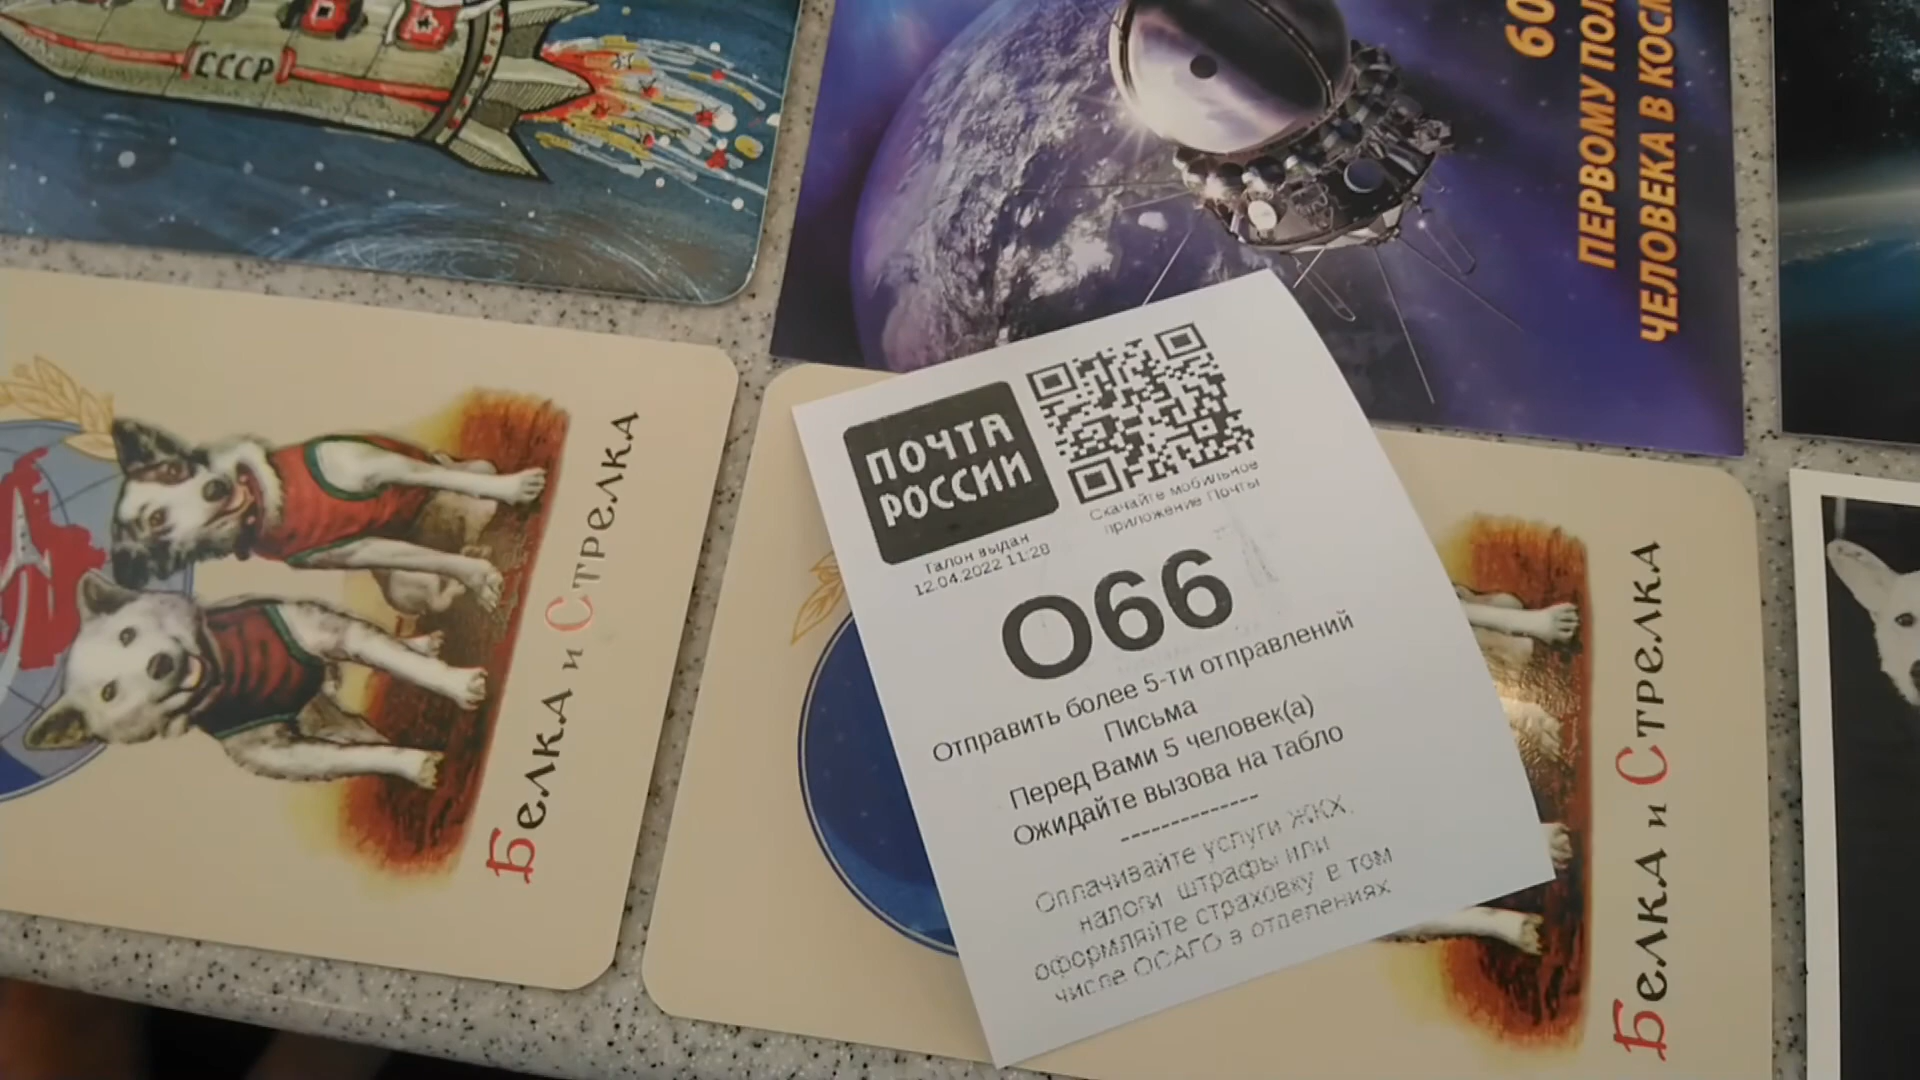 СССР
60
ПЕРВОМУ
ЧЕЛОВЕКА В
ПОЧТА
РОССИИ
Скачайте мобильное
приложение Почты
Талон выдан
12.04.2022 11:28
О66
Отправить более 5-ти отправлений
Письма
Перед Вами 5 человек(а)
Ожидайте вызова на табло
--------------
Оплачивайте услуги ЖКХ,
налоги, штрафы или
оформляйте страховку, в том
числе ОСАГО в отделениях
Белка и Стрелка
Белка и Стрелка